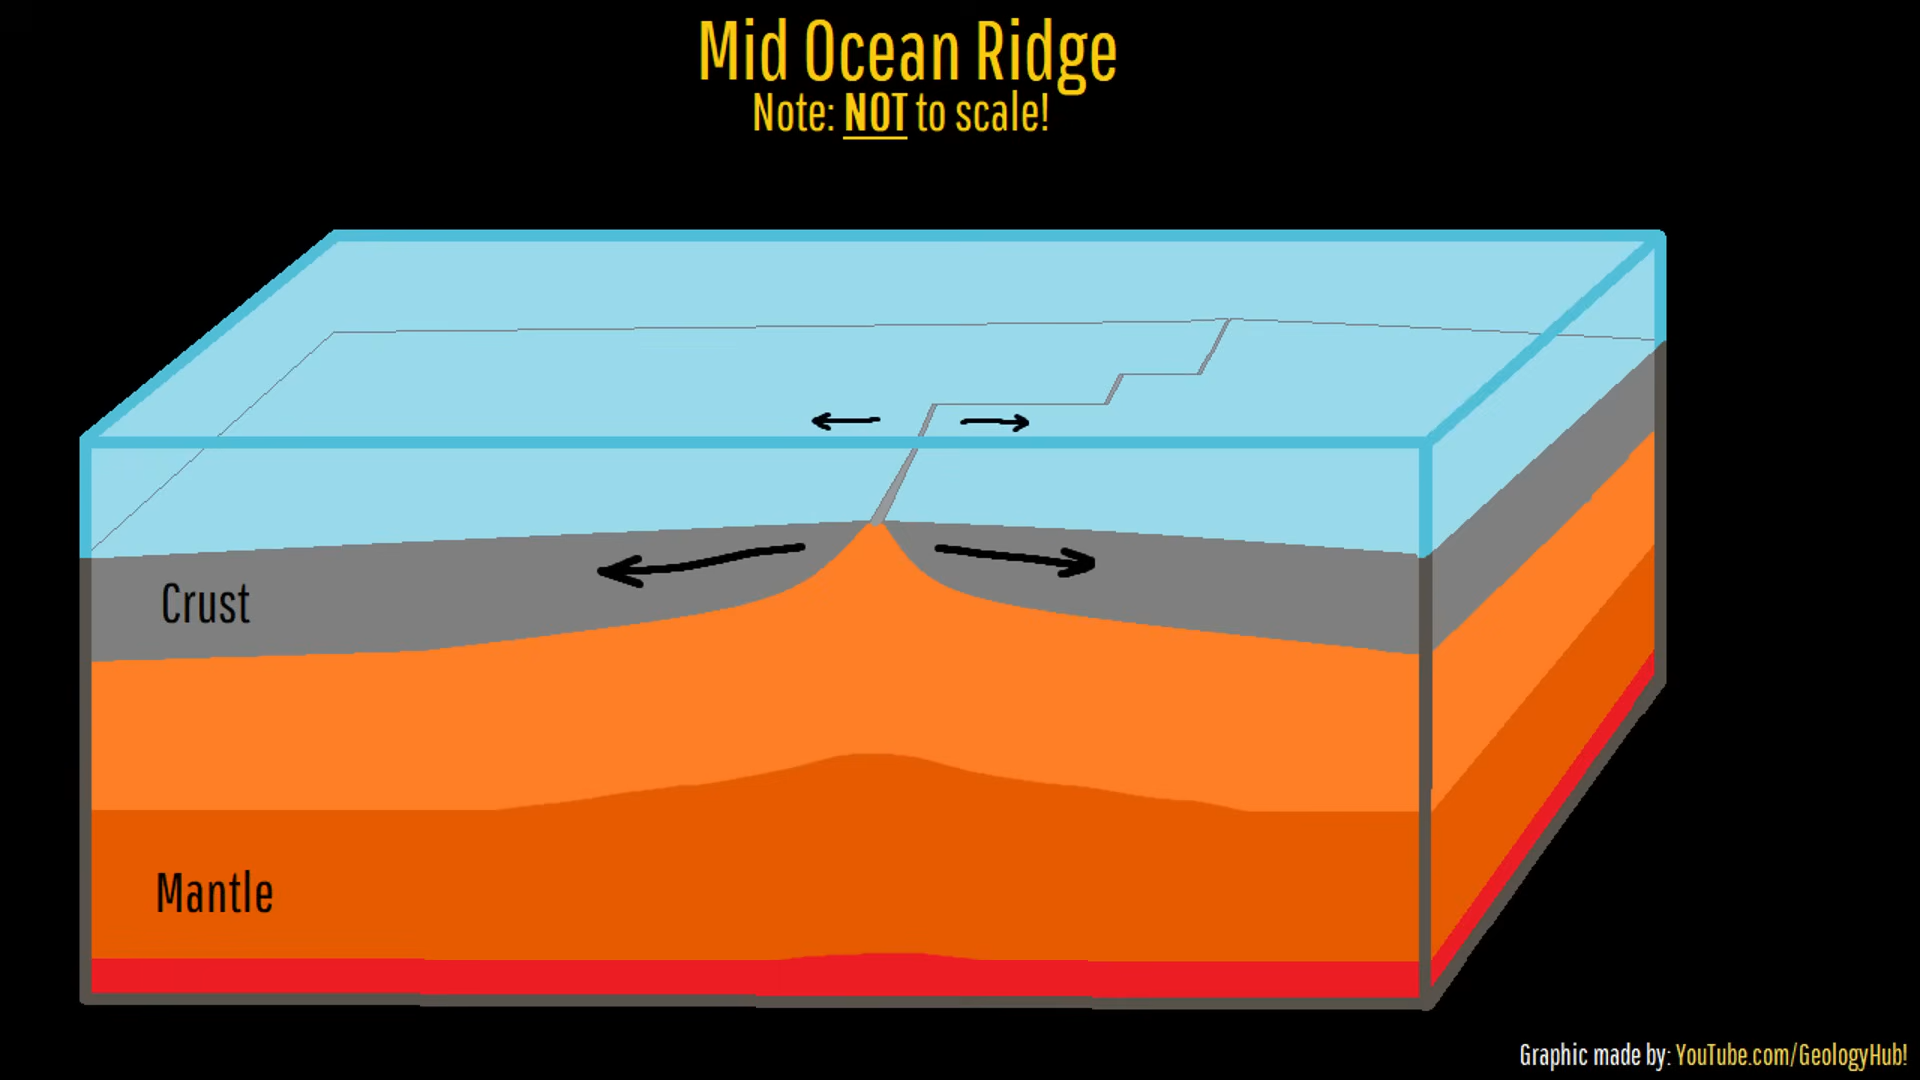 Mid Ocean Ridge
Note: NOT to scale!
Crust
Mantle
Graphic made by: YouTube.com/GeologyHub!